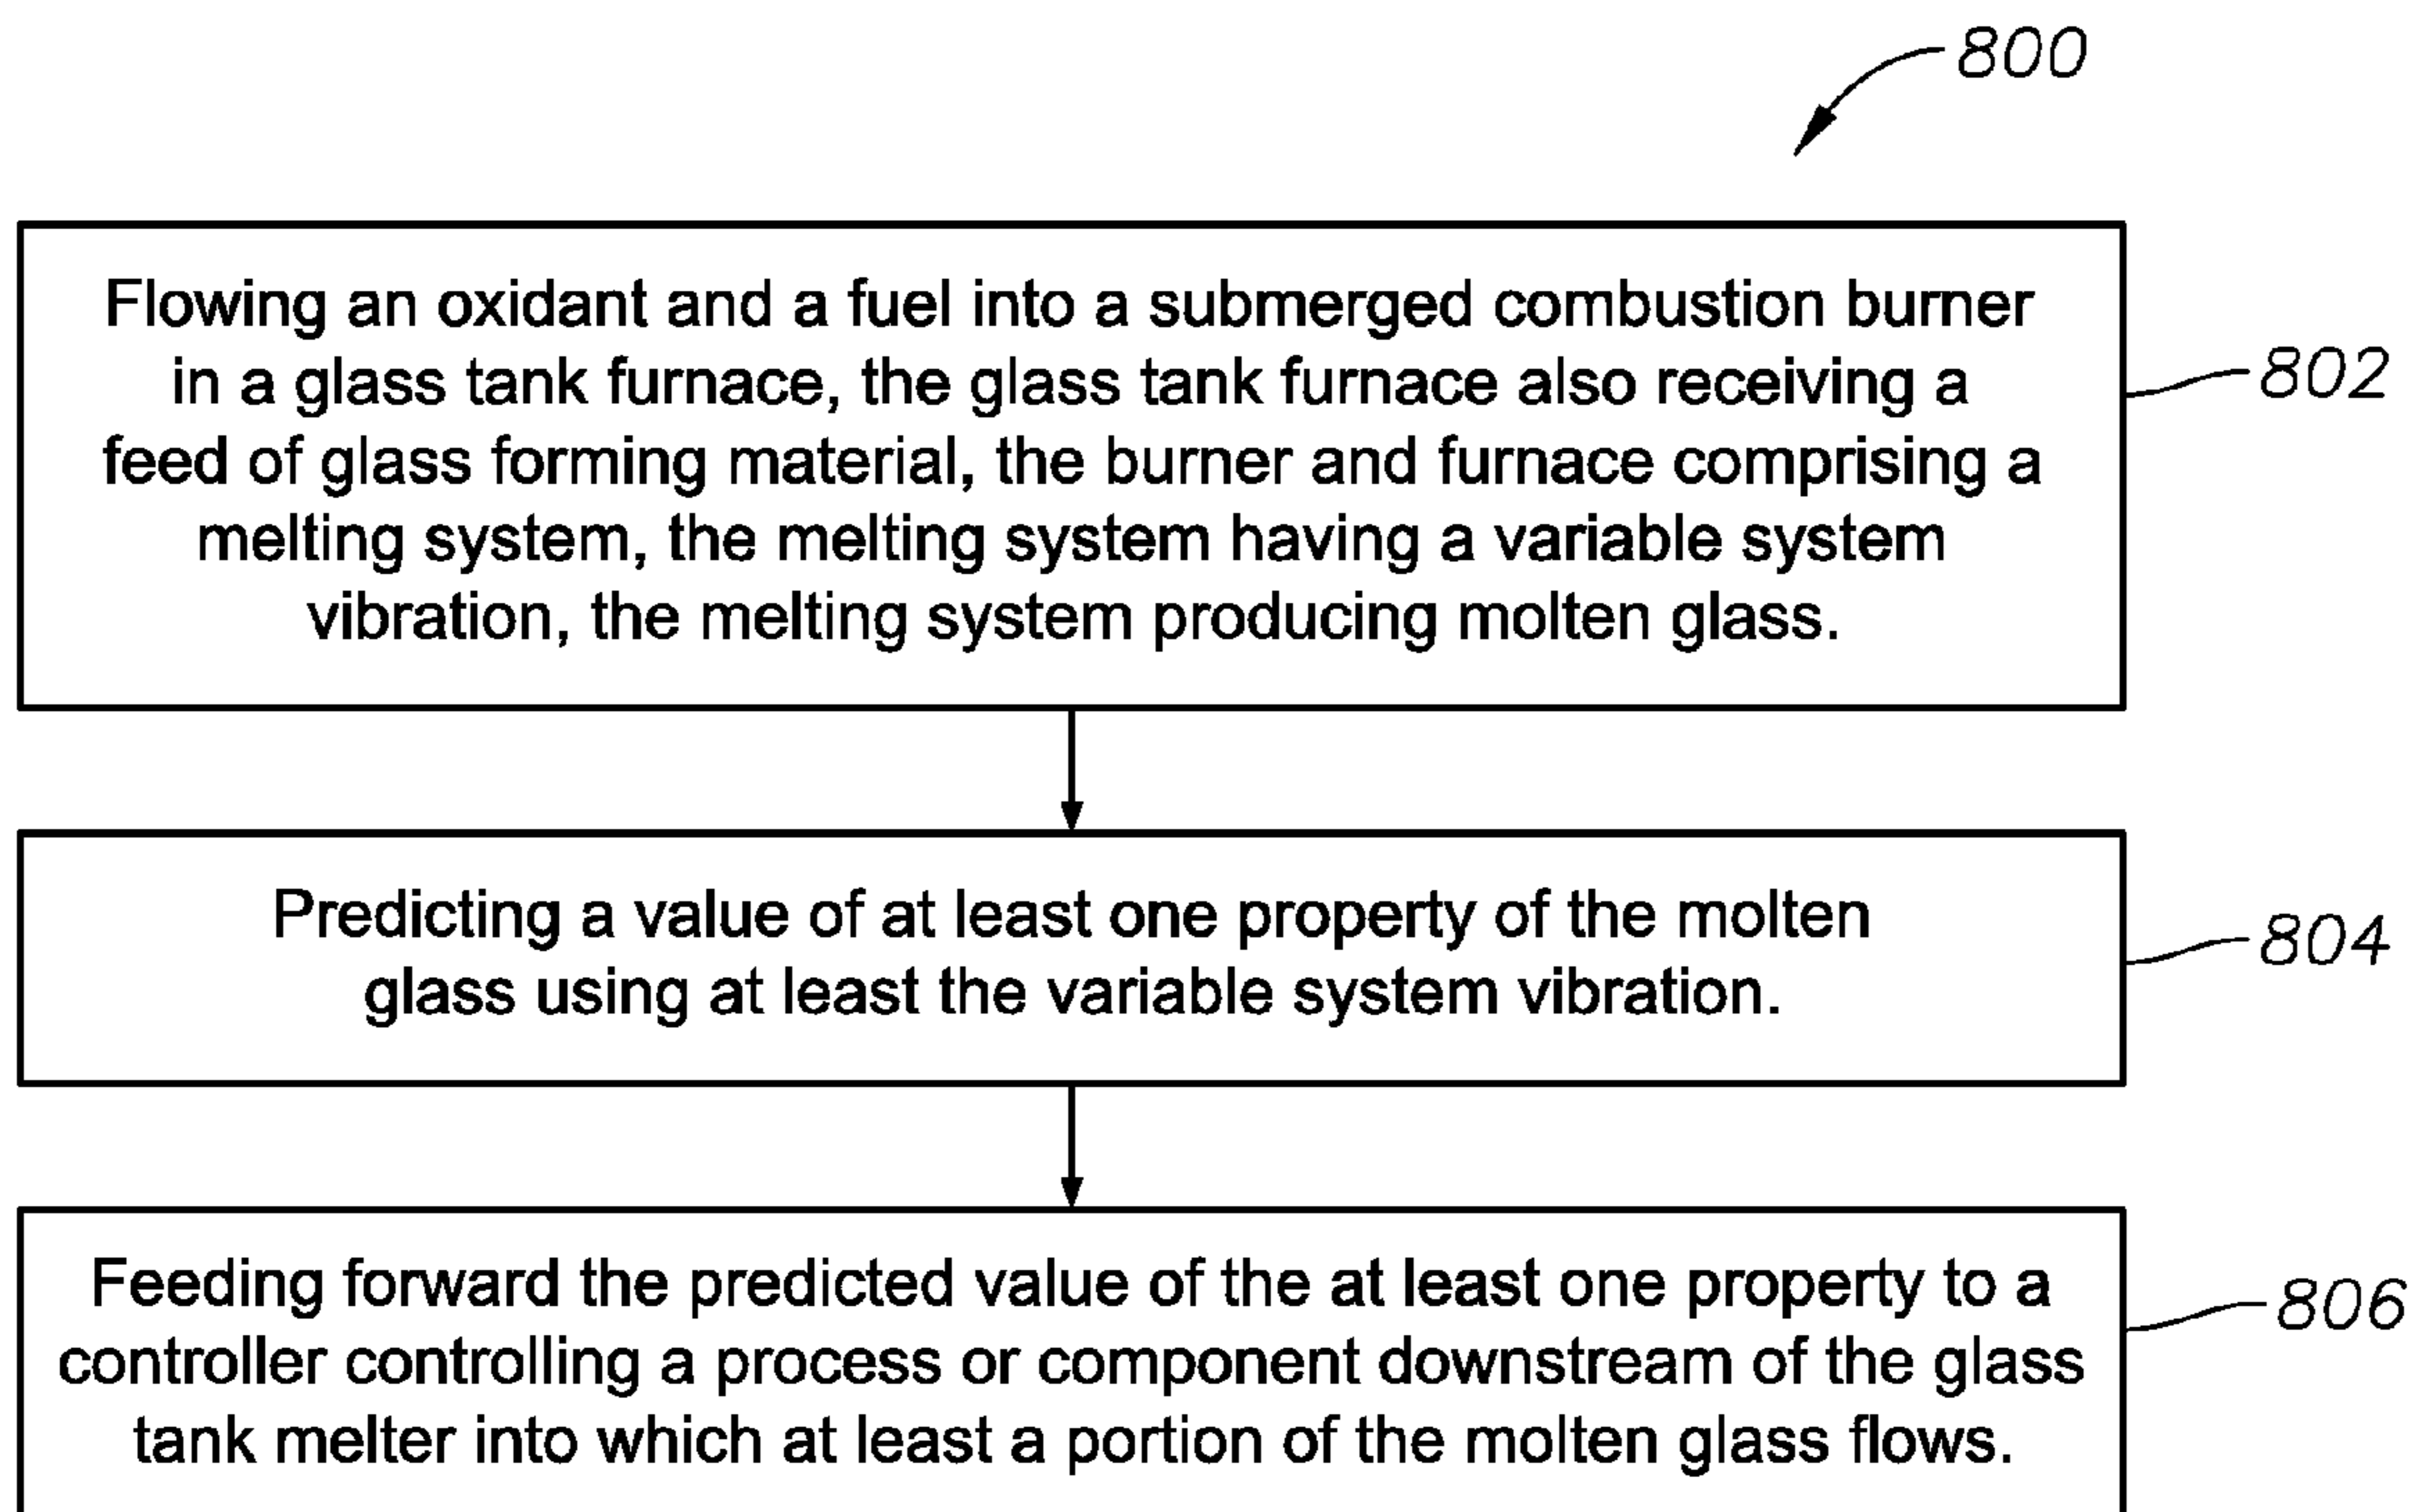 800
Flowing an oxidant and a fuel into a submerged combustion burner
in a glass tank furnace, the glass tank furnace also receiving a
feed of glass forming material, the burner and furnace comprising a
melting system, the melting system having a variable system
vibration, the melting system producing molten glass.
802
Predicting a value of at least one property of the molten
glass using at least the variable system vibration.
804
Feeding forward the predicted value of the at least one property to a
controller controlling a process or component downstream of the glass
tank melter into which at least a portion of the molten glass flows.
806